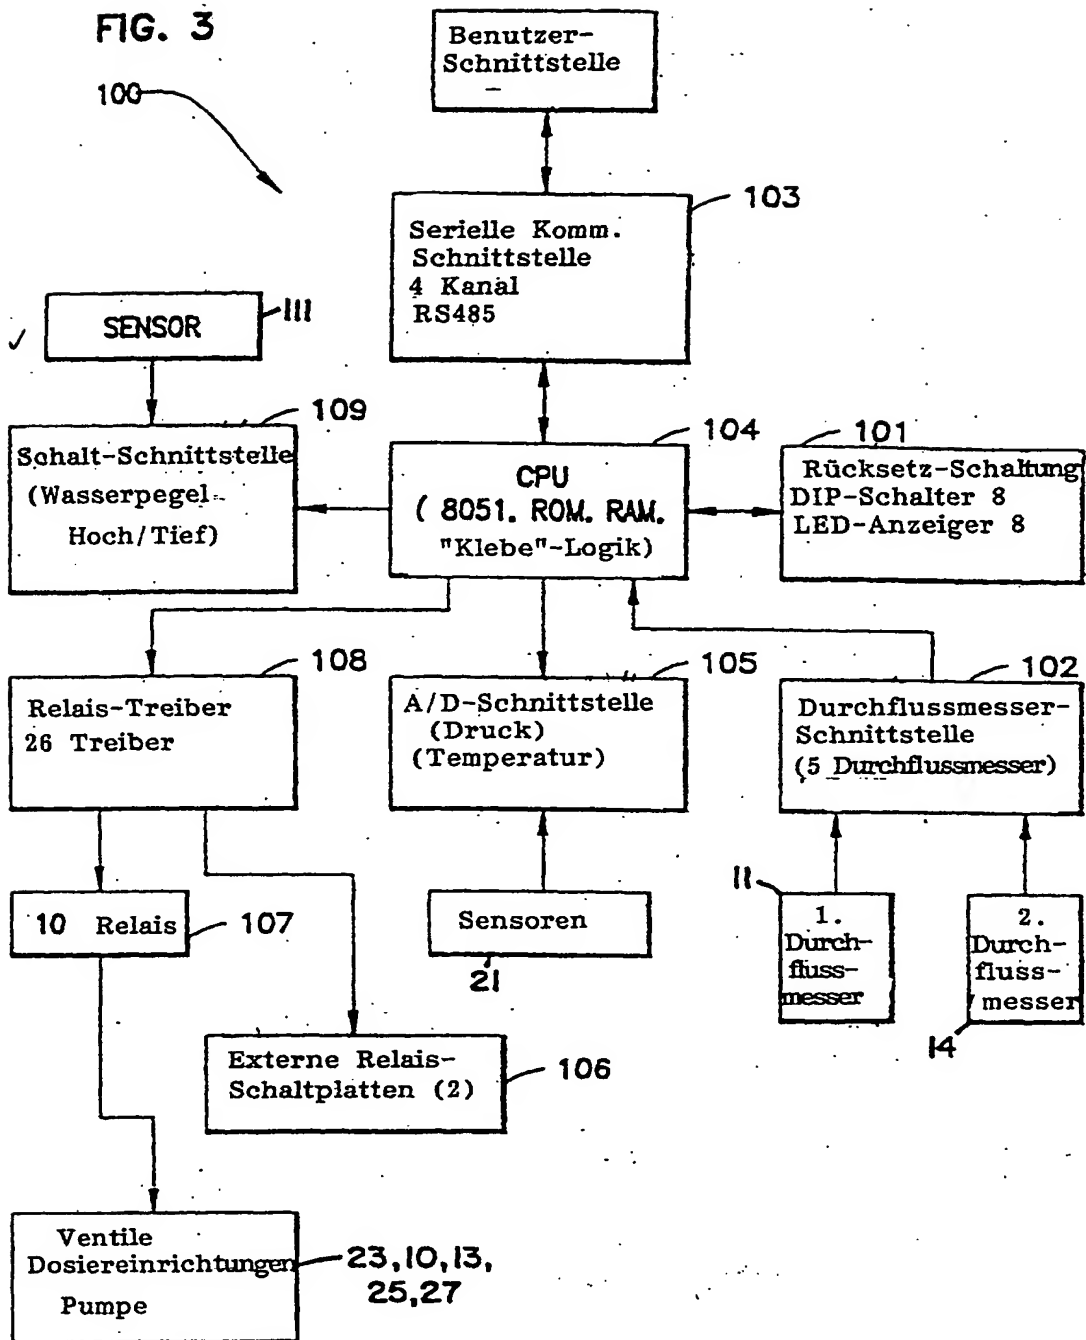 FIG. 3
100
Benutzer-
Schnittstelle
103
Serielle Komm.
Schnittstelle
4 Kanal
RS485
SENSOR
111
109
Schalt-Schnittstelle
(Wasserpegel
Hoch/Tief)
104
CPU
( 8051. ROM. RAM.
"Klebe"-Logik)
101
Rücksetz-Schaltung
DIP-Schalter 8
LED-Anzeiger 8
108
Relais-Treiber
26 Treiber
105
A/D-Schnittstelle
(Druck)
(Temperatur)
102
Durchflussmesser-
Schnittstelle
(5 Durchflussmesser)
10 Relais
107
Sensoren
21
11
1.
Durch-
fluss-
messer
2.
Durch-
fluss-
messer
14
Externe Relais-
Schaltplatten (2)
106
Ventile
Dosiereinrichtungen
Pumpe
23,10,13,
25,27